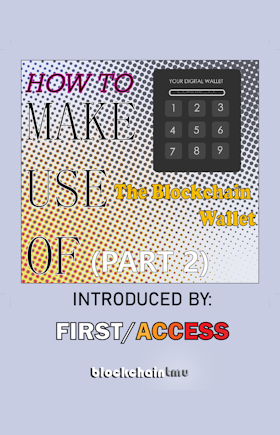 HOW TO
MAKE
USE
OF (PART 2)
The Blockchain
Wallet
YOUR DIGITAL WALLET
1 2 3
4 5 6
7 8 9
INTRODUCED BY:
FIRST/ACCESS
blockchaintmu